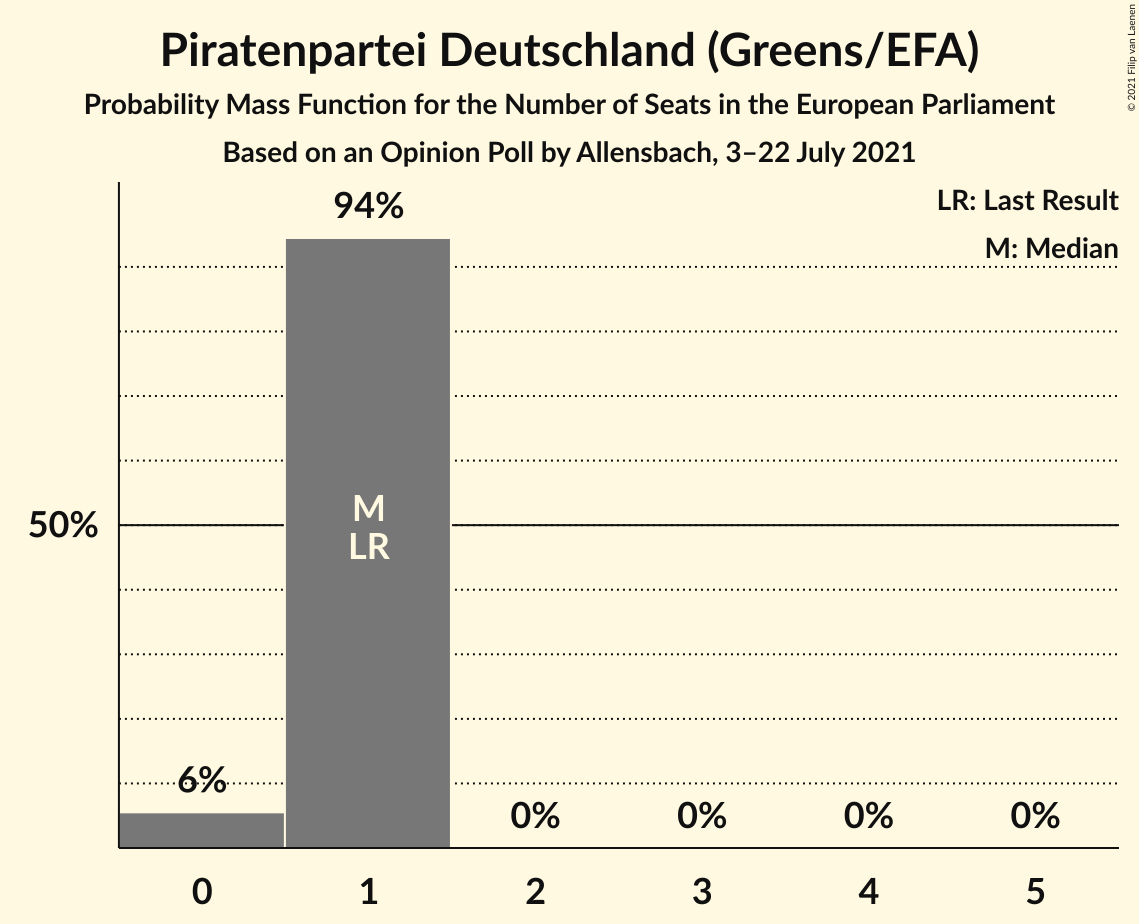 Piratenpartei Deutschland (Greens/EFA)
Probability Mass Function for the Number of Seats in the European Parliament
Based on an Opinion Poll by Allensbach, 3–22 July 2021
© 2021 Filip van Laenen
LR: Last Result
M: Median
94%
50%
M
LR
6%
0%
0%
0%
0%
0
1
2
3
4
5